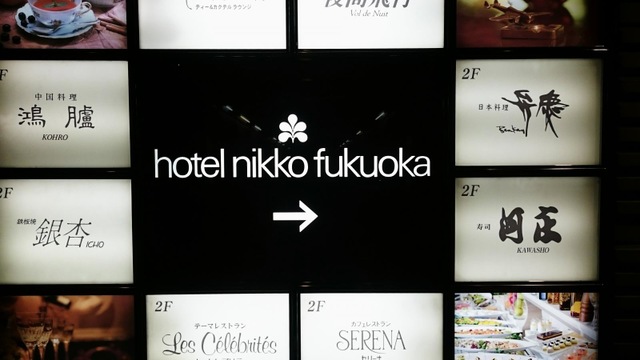 ティー&カクテルラウンジ
夜間飛行
Vol de Nuit
F
中国料理
鴻臚
KOHRO
2F
日本料理
弁慶
Benkay
hotel nikko fukuoka
2F
鉄板焼
銀杏
ICHO
2F
寿司
河庄
KAWASHO
2F
テーマレストラン
Les Célébrités
2F
カフェレストラン
SERENA
セリーナ